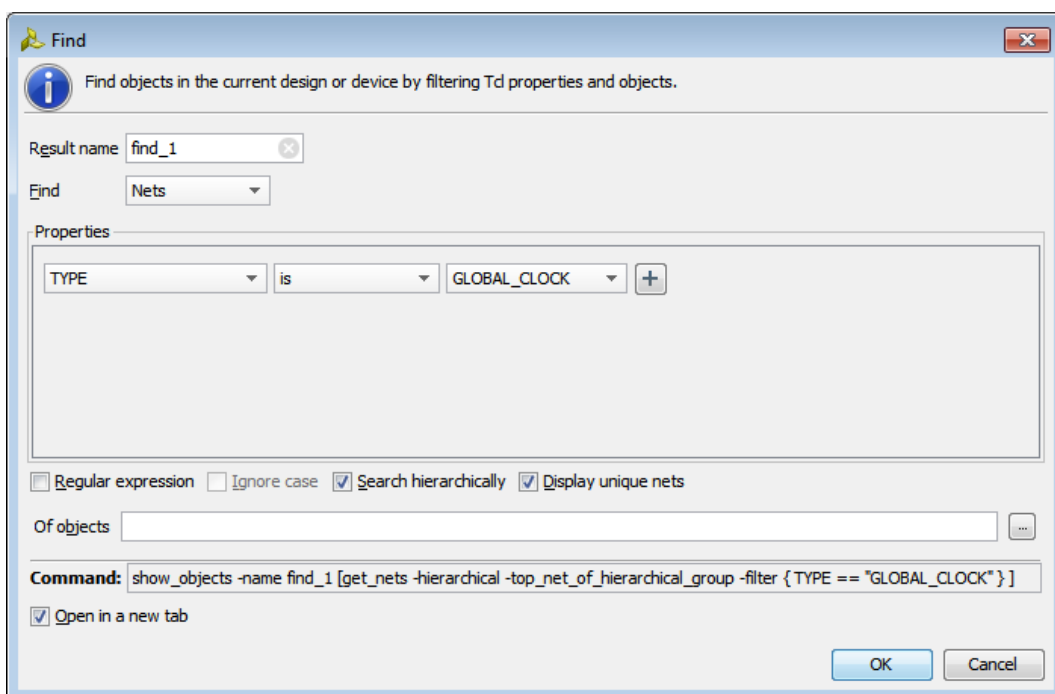 Find
Find objects in the current design or device by filtering Tcl properties and objects.
Result name find_1
Find Nets
Properties
TYPE is GLOBAL_CLOCK
Regular expression Ignore case Search hierarchically Display unique nets
Of objects ...
Command: show_objects -name find_1 [get_nets -hierarchical -top_net_of_hierarchical_group -filter { TYPE == "GLOBAL_CLOCK" } ]
Open in a new tab
OK Cancel